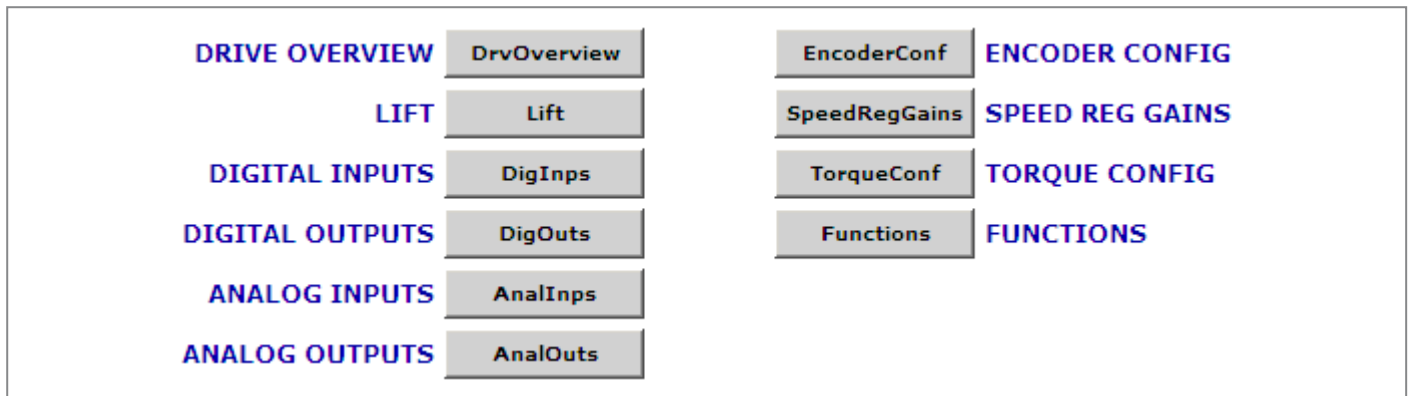 DRIVE OVERVIEW DrvOverview EncoderConf ENCODER CONFIG
LIFT Lift SpeedRegGains SPEED REG GAINS
DIGITAL INPUTS DigInps TorqueConf TORQUE CONFIG
DIGITAL OUTPUTS DigOuts Functions FUNCTIONS
ANALOG INPUTS AnalInps
ANALOG OUTPUTS AnalOuts